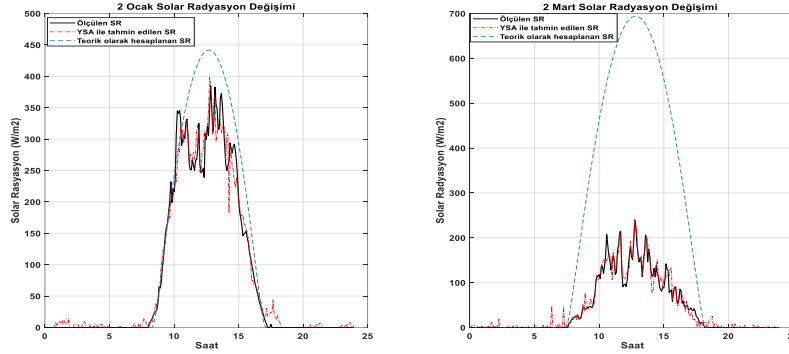 2 Ocak Solar Radyasyon Değişimi
Ölçülen SR
YSA ile tahmin edilen SR
Teorik olarak hesaplanan SR
Solar Rasyasyon (W/m2)
500
450
400
350
300
250
200
150
100
50
0
0 5 10 15 20 25
Saat
2 Mart Solar Radyasyon Değişimi
Ölçülen SR
YSA ile tahmin edilen SR
Teorik olarak hesaplanan SR
Solar Radyasyon (W/m2)
700
600
500
400
300
200
100
0
0 5 10 15 20 25
Saat